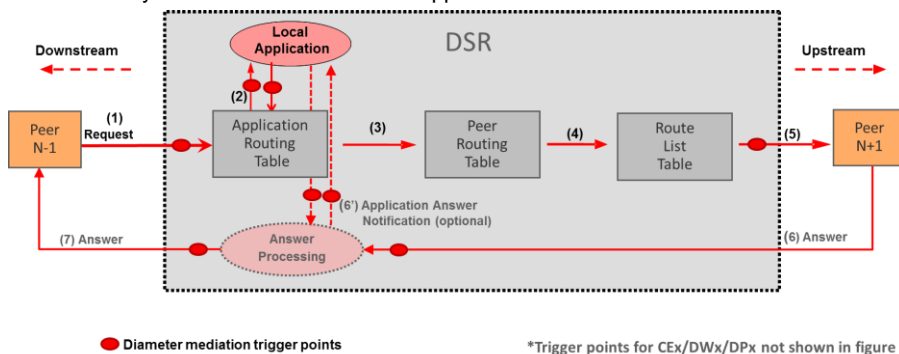 DSR
Downstream
Upstream
Local
Application
(1)
Request
(2)
(3)
(4)
(5)
Peer
N-1
Application
Routing
Table
Peer
Routing
Table
Route
List
Table
Peer
N+1
(6') Application Answer
Notification (optional)
(7) Answer
Answer
Processing
(6) Answer
Diameter mediation trigger points
*Trigger points for CEx/DWx/DPx not shown in figure